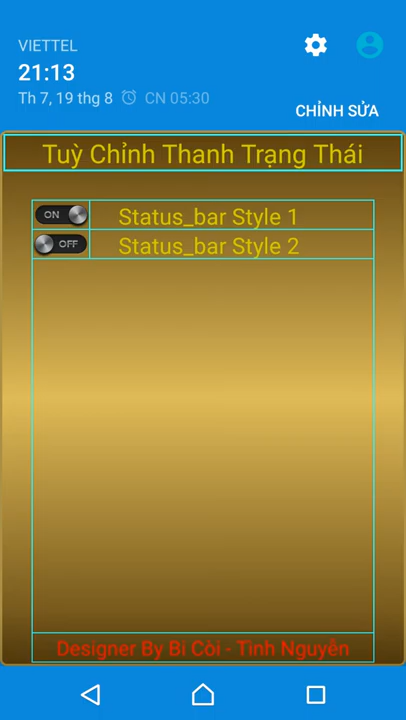 VIETTEL
21:13
Th 7, 19 thg 8 CN 05:30
CHỈNH SỬA
Tuỳ Chỉnh Thanh Trạng Thái
ON Status_bar Style 1
OFF Status_bar Style 2
Designer By Bi Còi - Tình Nguyễn